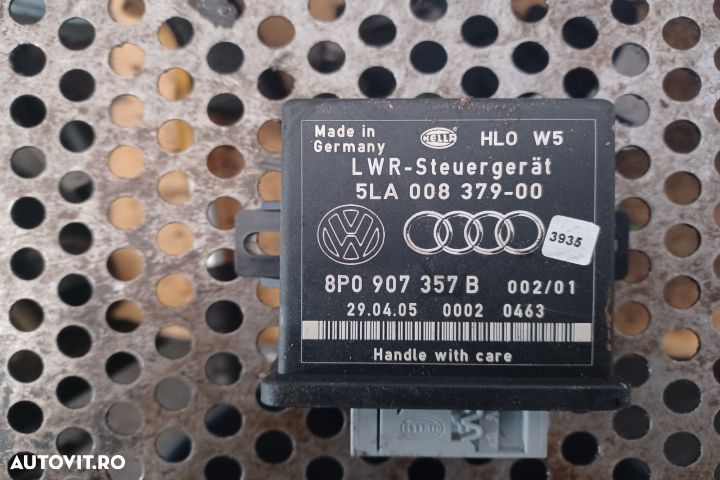 Made in
Germany
HELLA
HLO W5
LWR-Steuergerät
5LA 008 379-00
3935
8P0 907 357 B 002/01
29.04.05 0002 0463
Handle with care
HELLA
AUTOVIT.RO